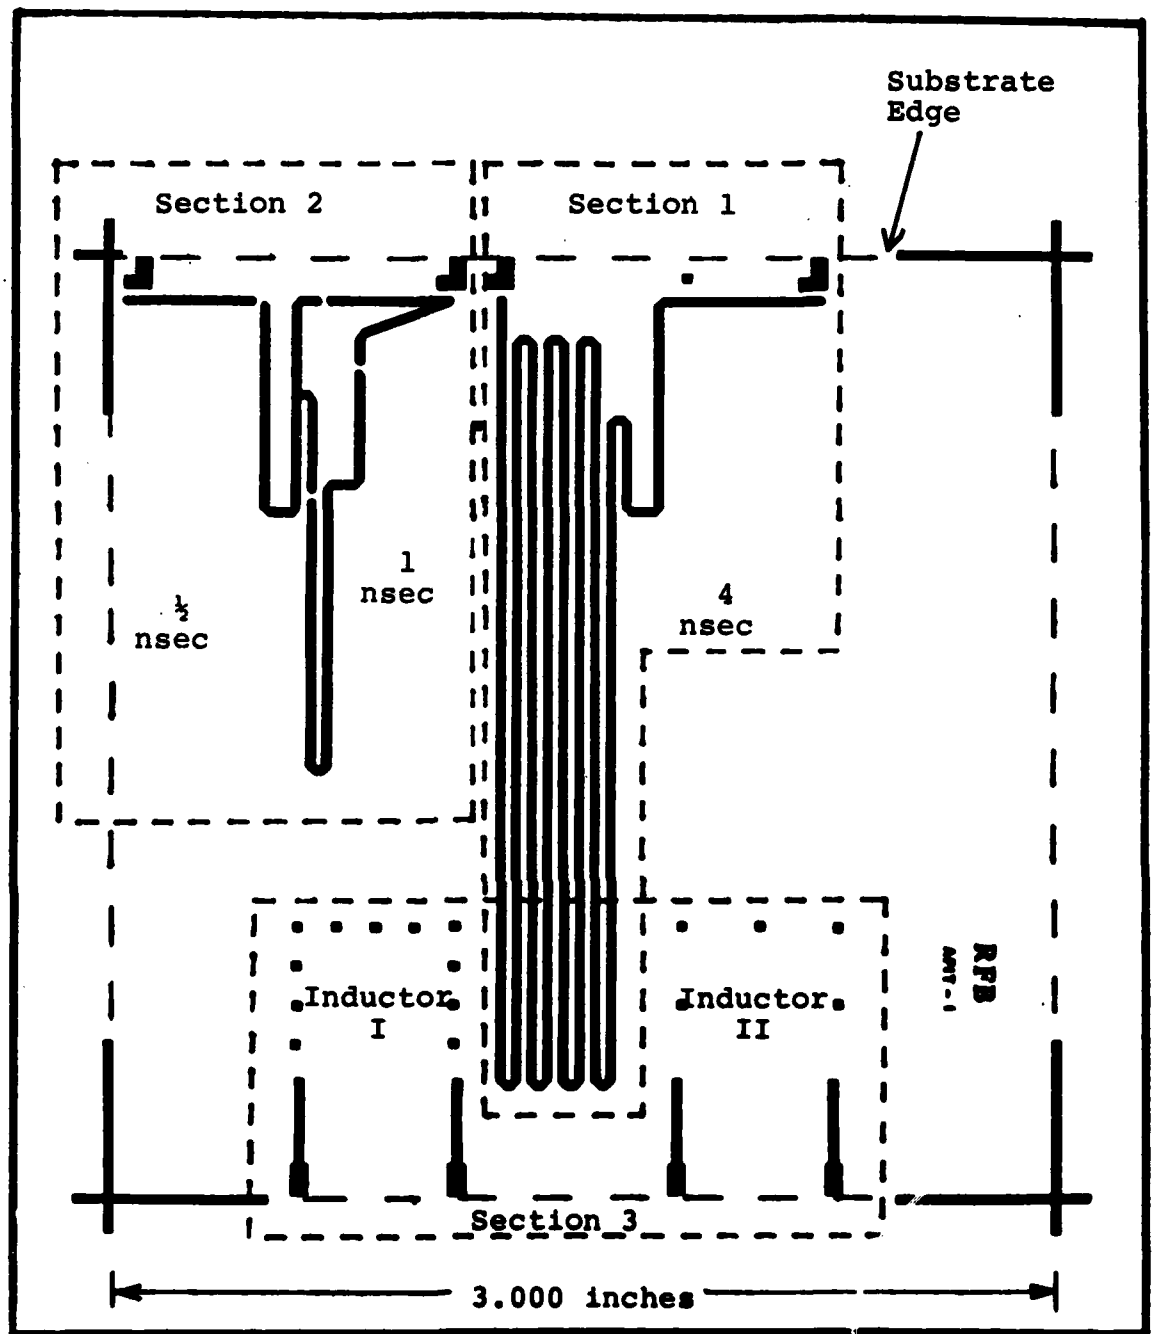 Substrate
Edge
Section 2
Section 1
1
nsec
½
nsec
4
nsec
Inductor
I
Inductor
II
RFB
Section 3
3.000 inches